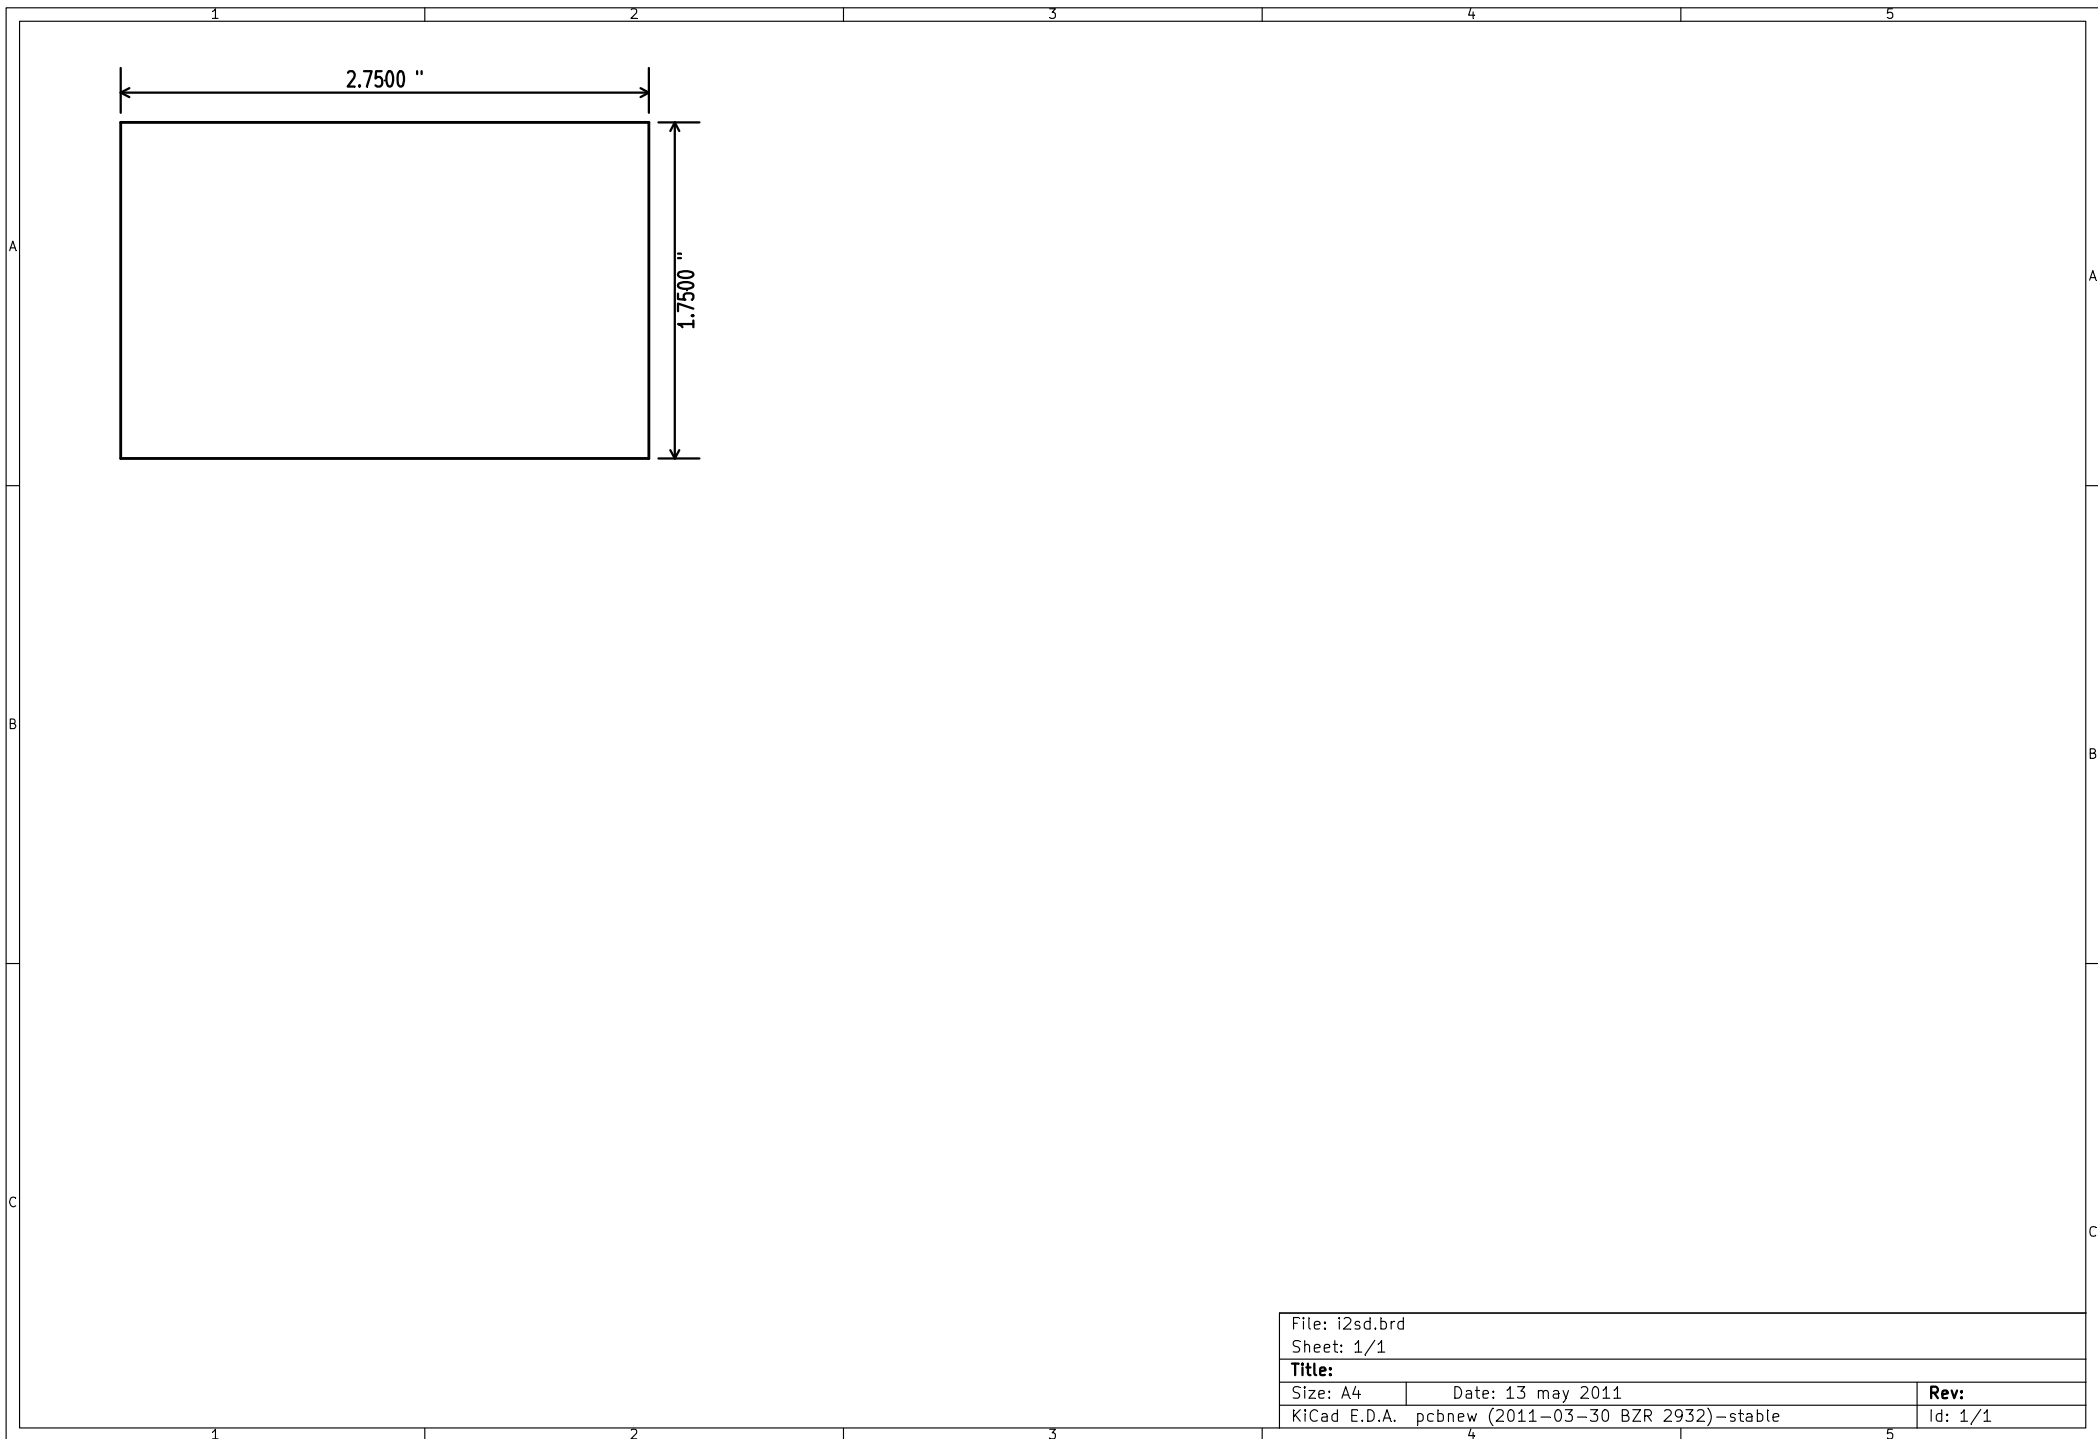 1 2 3 4 5
2.7500 "
A
A
1.7500 "
B
B
C
C
File: i2sd.brd
Sheet: 1/1
Title:
Size: A4 Date: 13 may 2011 Rev:
KiCad E.D.A. pcbnew (2011-03-30 BZR 2932)-stable Id: 1/1
1 2 3 4 5